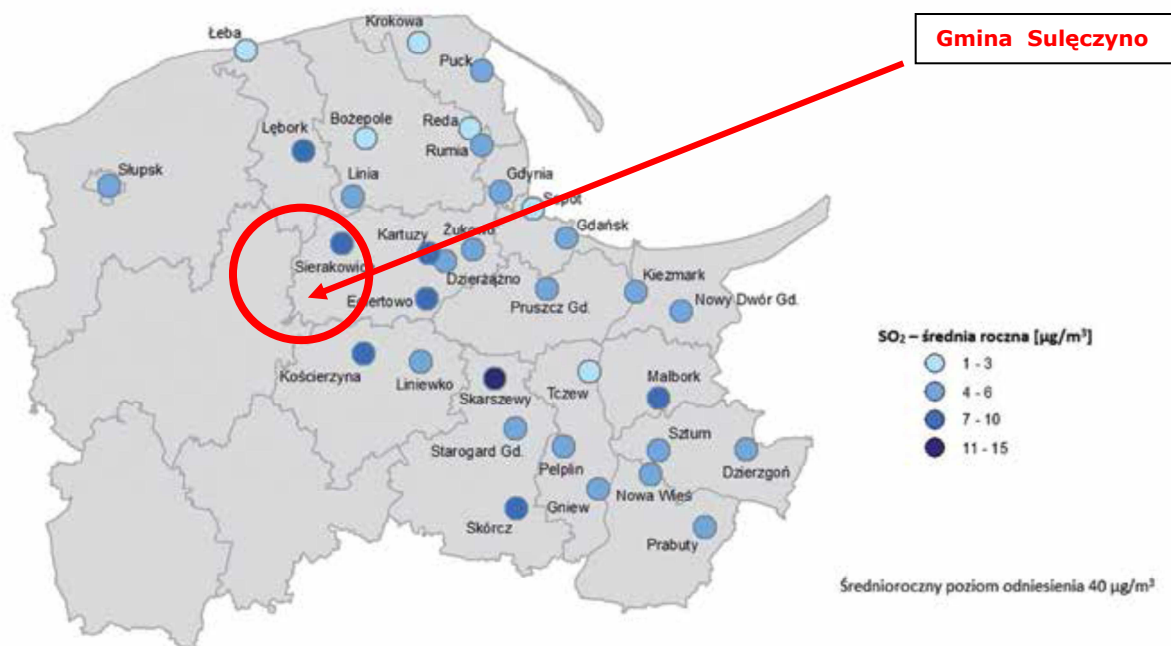 Gmina Sulęczyno
Krokowa
Łeba
Puck
Bożepole
Reda
Lębork
Rumia
Słupsk
Linia
Gdynia
Sopot
Kartuzy
Żukowo
Gdańsk
Sierakowice
Dzierżążno
Kiezmark
Egiertowo
Pruszcz Gd.
Nowy Dwór Gd.
SO₂ – średnia roczna [µg/m³]
1 - 3
4 - 6
7 - 10
11 - 15
Kościerzyna
Liniewko
Skarszewy
Tczew
Malbork
Starogard Gd.
Sztum
Pelplin
Dzierzgoń
Gniew
Nowa Wieś
Skórcz
Prabuty
Średnioroczny poziom odniesienia 40 µg/m³